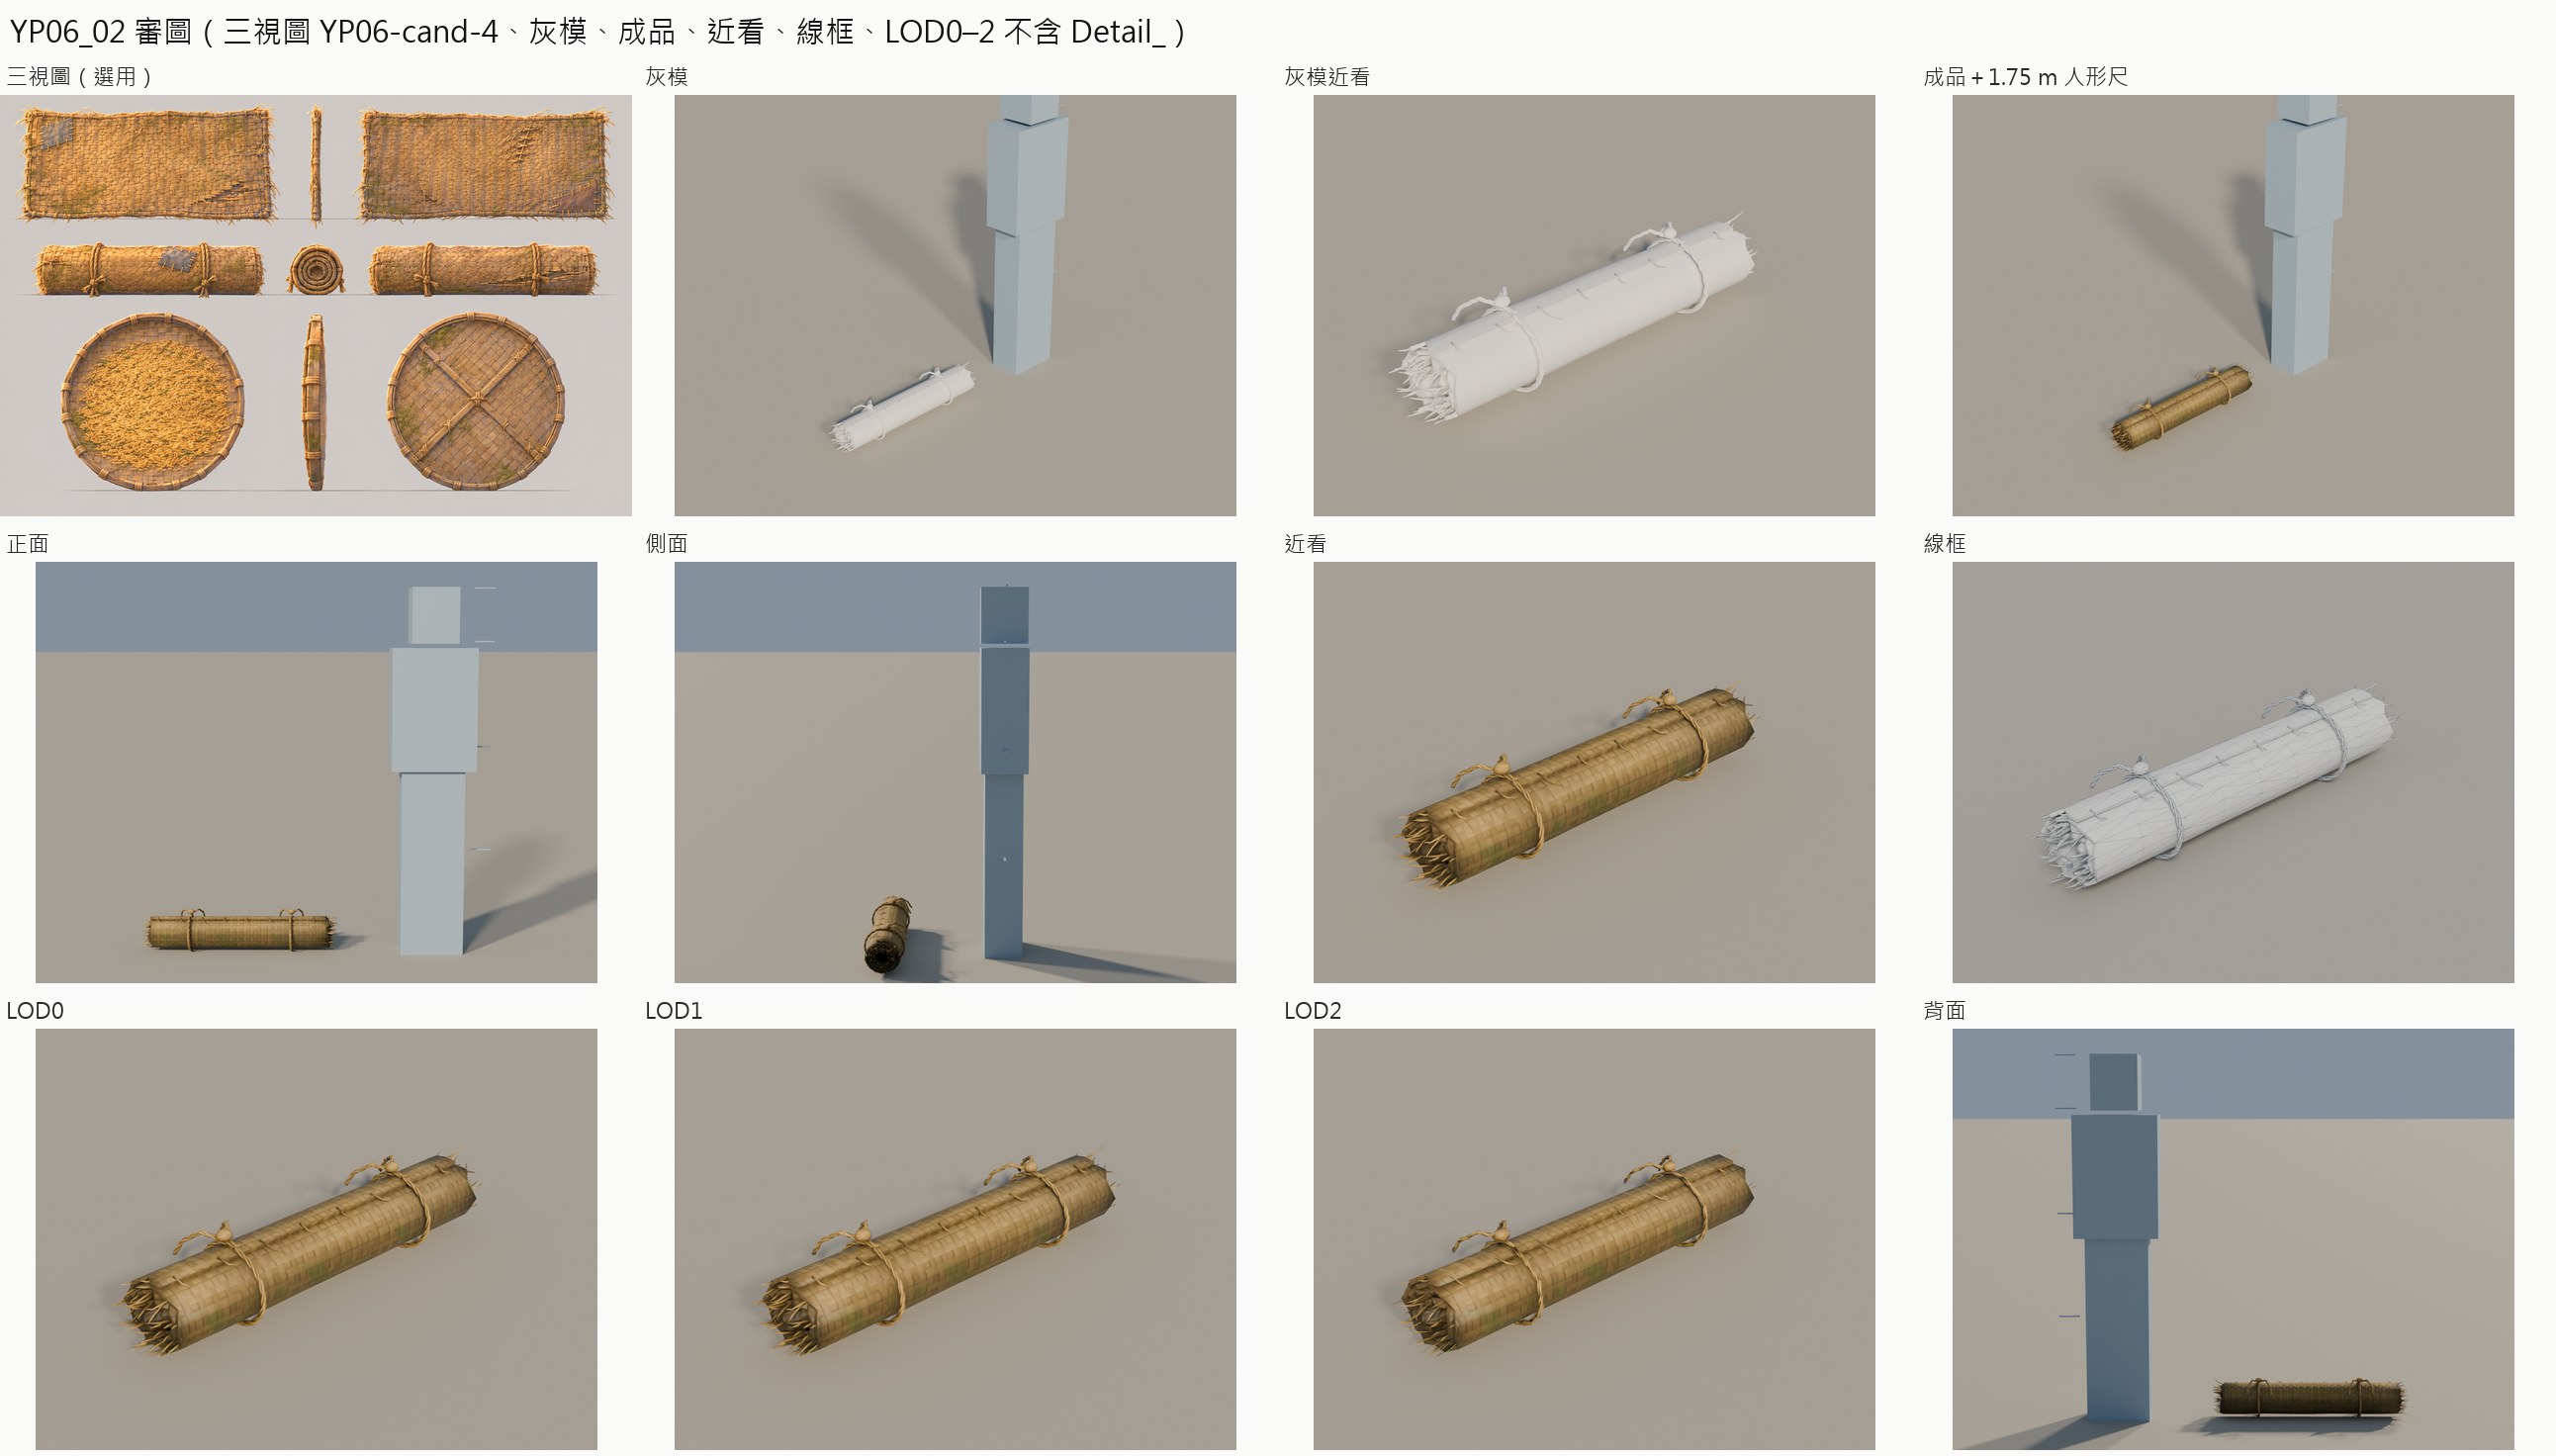 YP06_02 審圖（三視圖 YP06-cand-4、灰模、成品、近看、線框、LOD0–2 不含 Detail_）
三視圖（選用）
灰模
灰模近看
成品＋1.75 m 人形尺
正面
側面
近看
線框
LOD0
LOD1
LOD2
背面